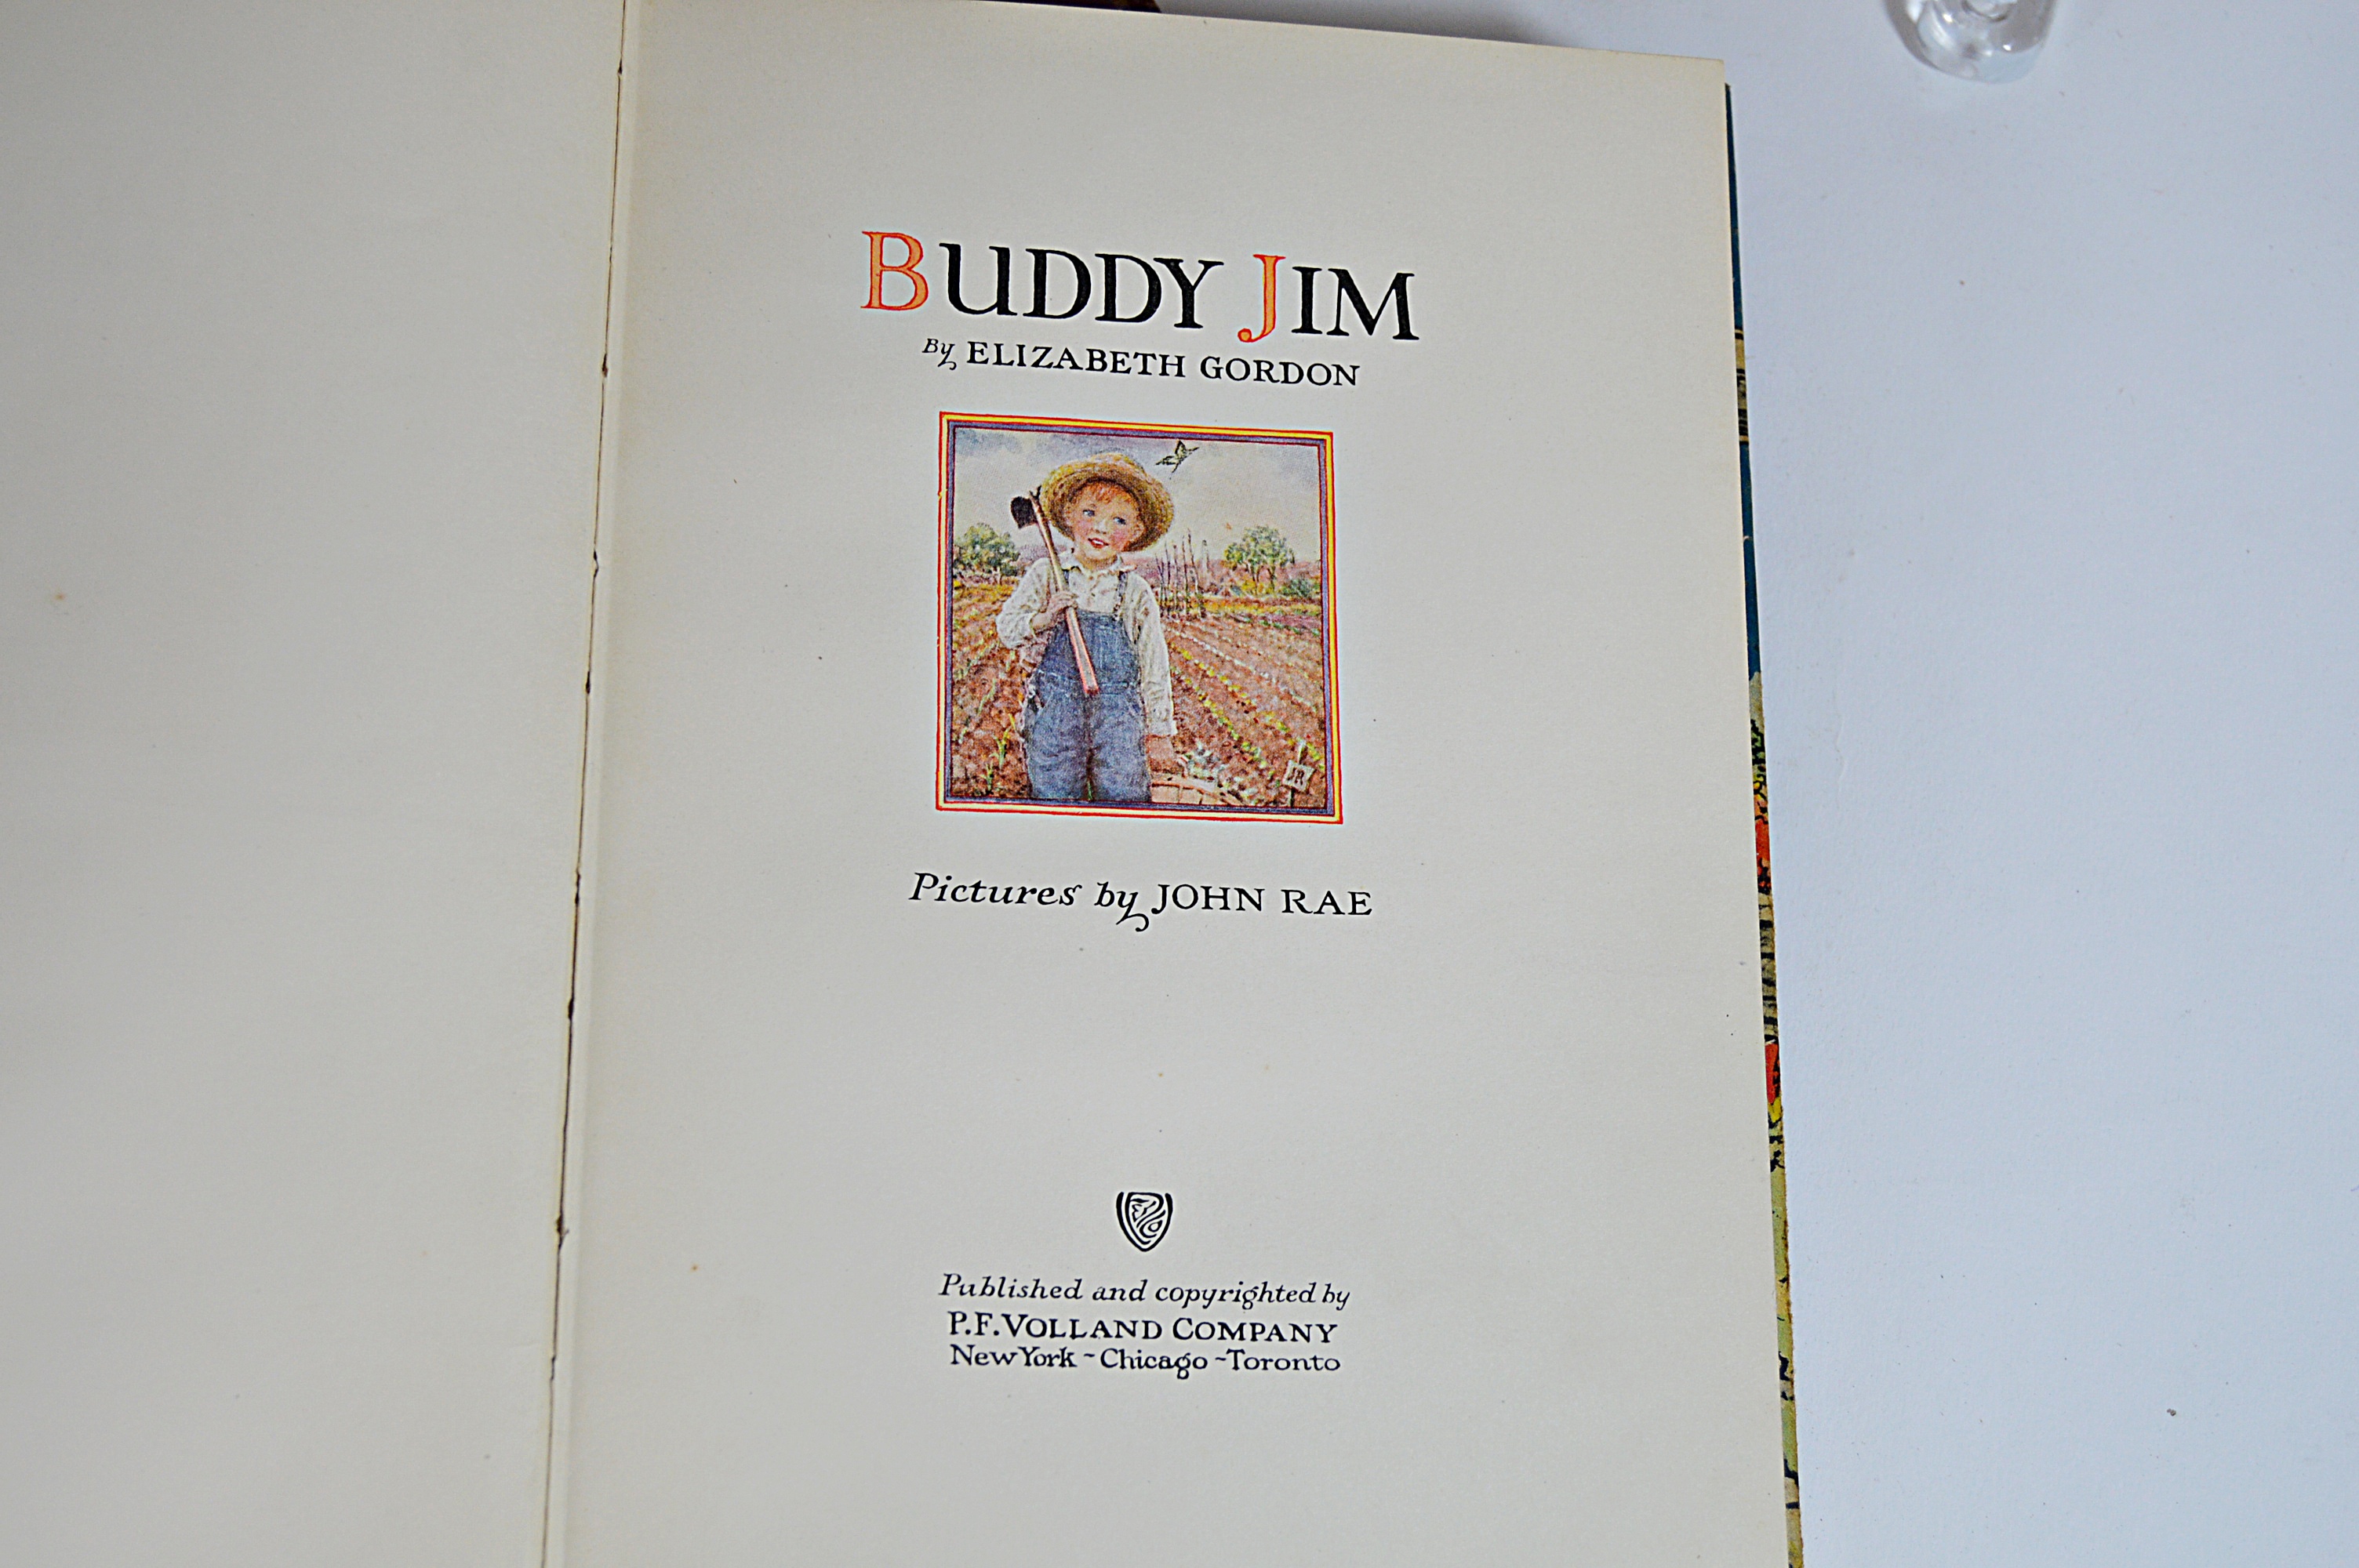 BUDDY JIM
By ELIZABETH GORDON
JR
Pictures by JOHN RAE
Published and copyrighted by
P.F. VOLLAND COMPANY
New York ~ Chicago ~ Toronto